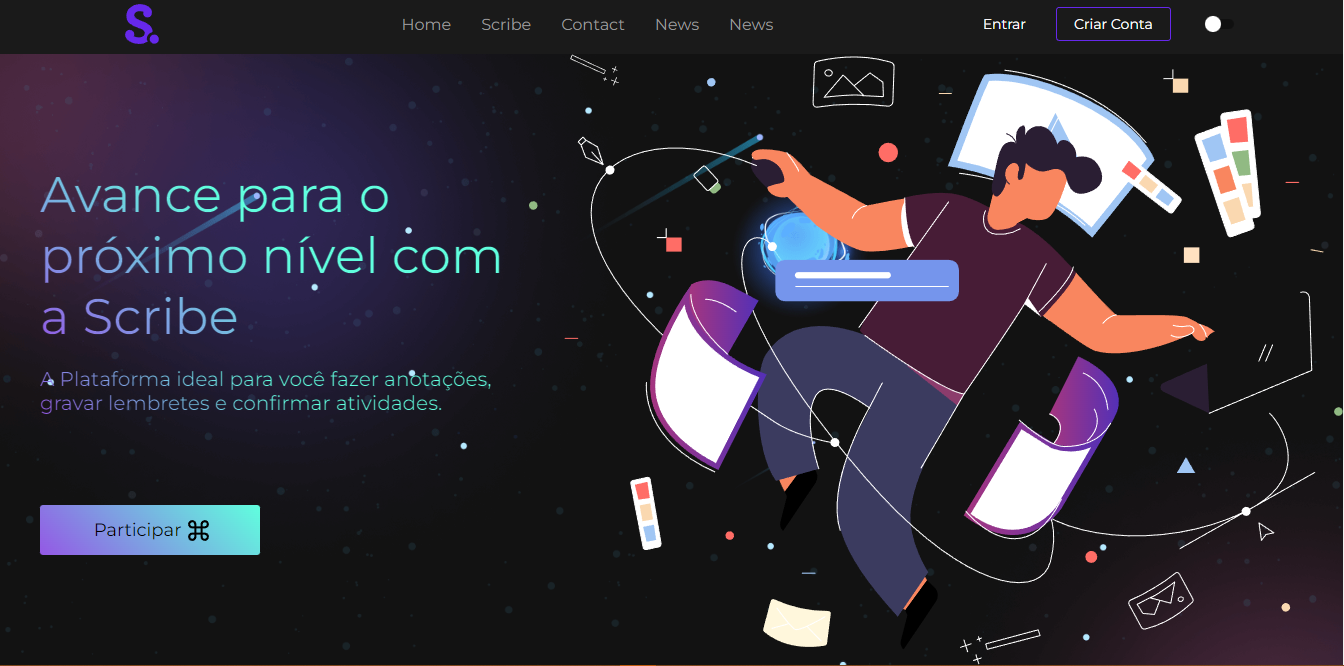 S.
Home
Scribe
Contact
News
News
Entrar
Criar Conta
Avance para o
próximo nível com
a Scribe
A Plataforma ideal para você fazer anotações,
gravar lembretes e confirmar atividades.
Participar ⌘